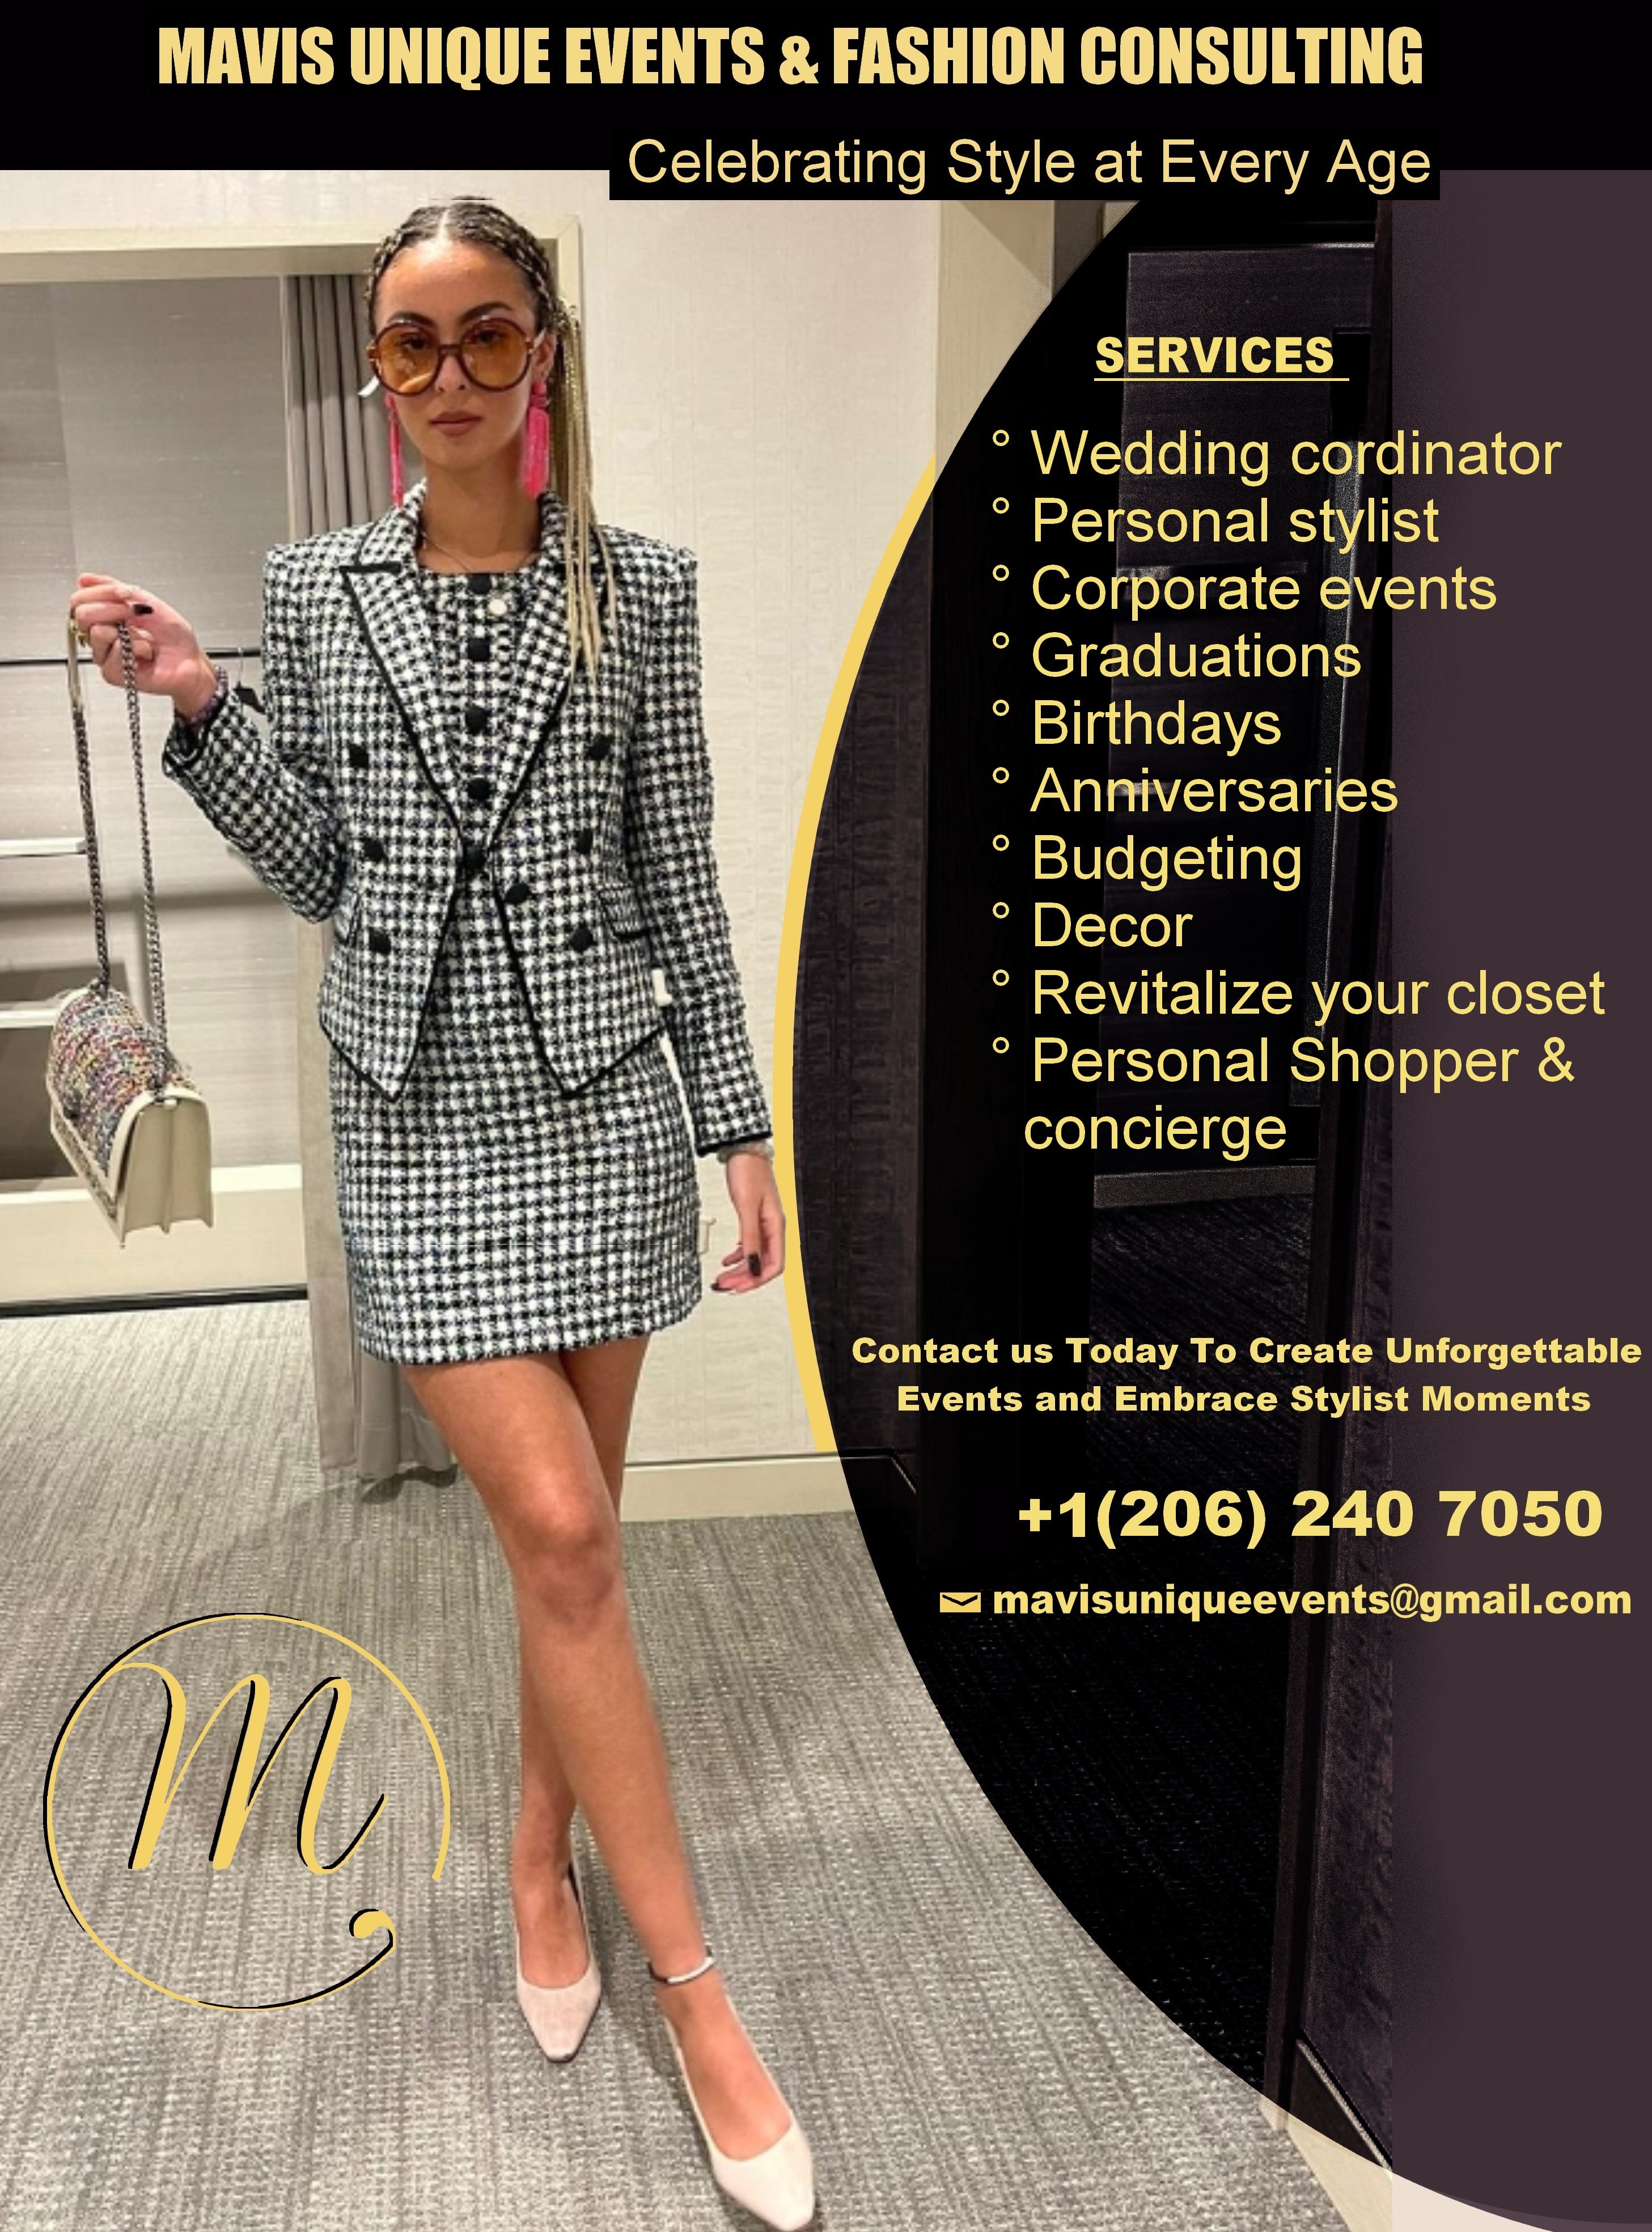 MAVIS UNIQUE EVENTS & FASHION CONSULTING
Celebrating Style at Every Age
SERVICES
° Wedding cordinator
° Personal stylist
° Corporate events
° Graduations
° Birthdays
° Anniversaries
° Budgeting
° Decor
° Revitalize your closet
° Personal Shopper &
concierge
Contact us Today To Create Unforgettable
Events and Embrace Stylist Moments
+1(206) 240 7050
mavisuniqueevents@gmail.com
M